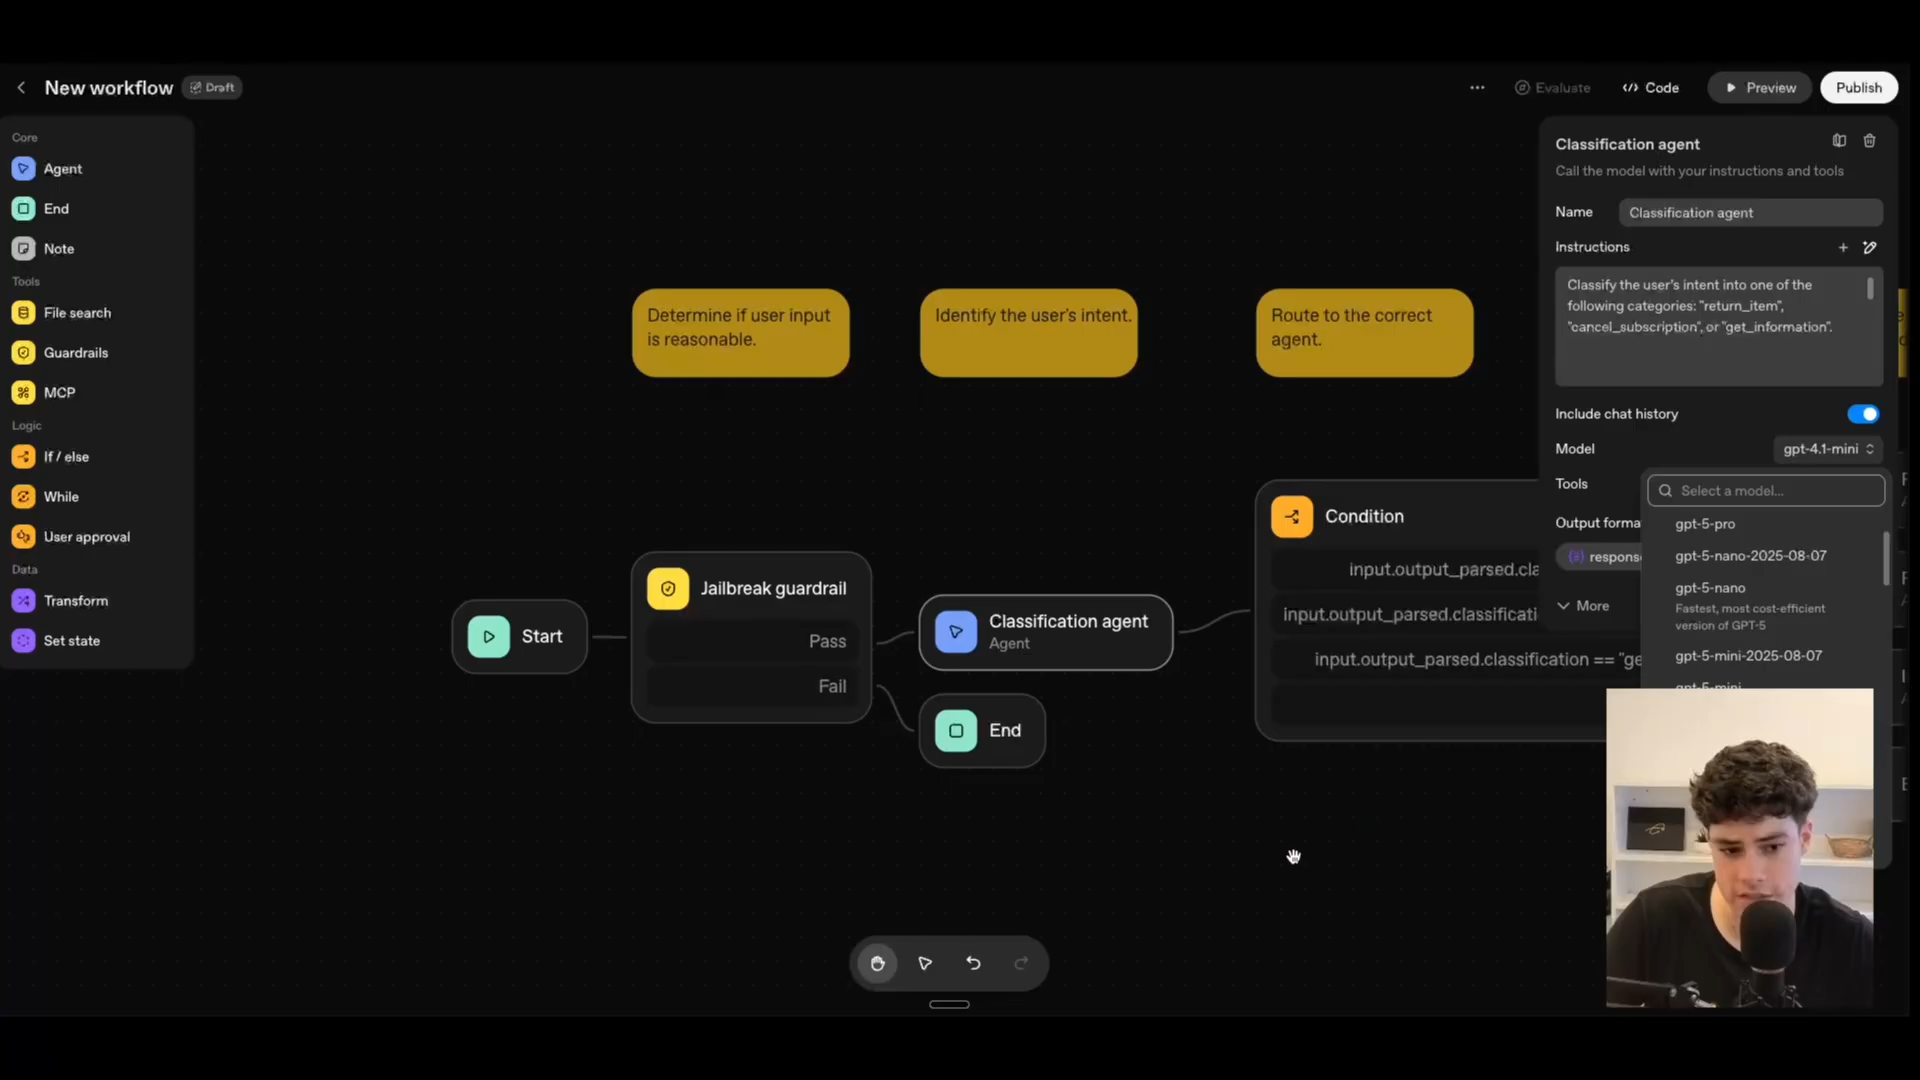 New workflow
Draft
Evaluate
Code
Preview
Publish
Core
Agent
End
Note
Tools
File search
Guardrails
MCP
Logic
If / else
While
User approval
Data
Transform
Set state
Determine if user input
is reasonable.
Identify the user's intent.
Route to the correct
agent.
Start
Jailbreak guardrail
Pass
Fail
Classification agent
Agent
End
Condition
input.output_parsed.cla
input.output_parsed.classificati
input.output_parsed.classification == "ge
Classification agent
Call the model with your instructions and tools
Name
Classification agent
Instructions
Classify the user's intent into one of the
following categories: "return_item",
"cancel_subscription", or "get_information".
Include chat history
Model
gpt-4.1-mini
Tools
Select a model...
Output forma
respons
More
gpt-5-pro
gpt-5-nano-2025-08-07
gpt-5-nano
Fastest, most cost-efficient
version of GPT-5
gpt-5-mini-2025-08-07
gpt-5-mini